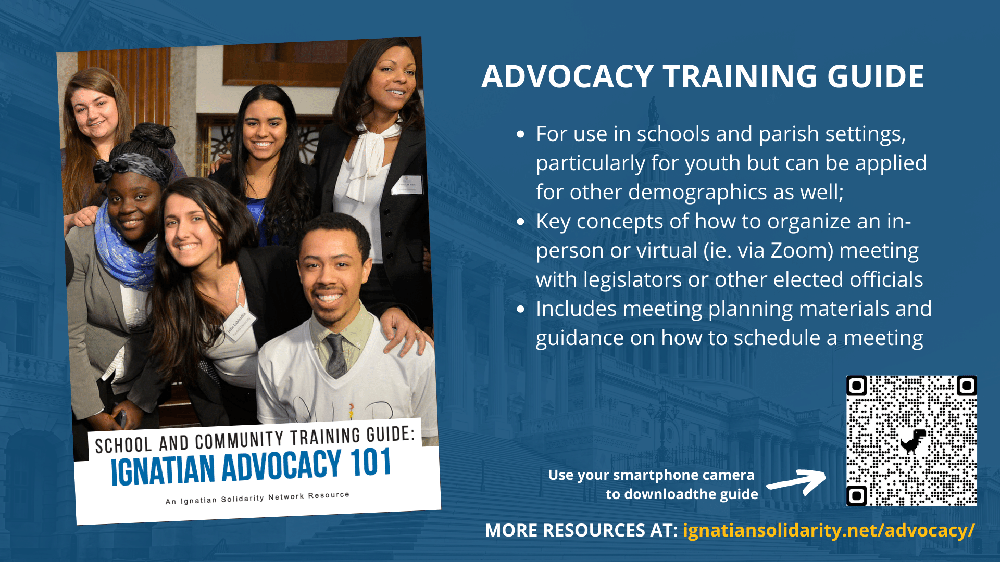 ADVOCACY TRAINING GUIDE
• For use in schools and parish settings,
particularly for youth but can be applied
for other demographics as well;
• Key concepts of how to organize an in-
person or virtual (ie. via Zoom) meeting
with legislators or other elected officials
• Includes meeting planning materials and
guidance on how to schedule a meeting
Julie Labbadia
Fairfield University
SCHOOL AND COMMUNITY TRAINING GUIDE:
IGNATIAN ADVOCACY 101
An Ignatian Solidarity Network Resource
Use your smartphone camera
to downloadthe guide
MORE RESOURCES AT: ignatiansolidarity.net/advocacy/